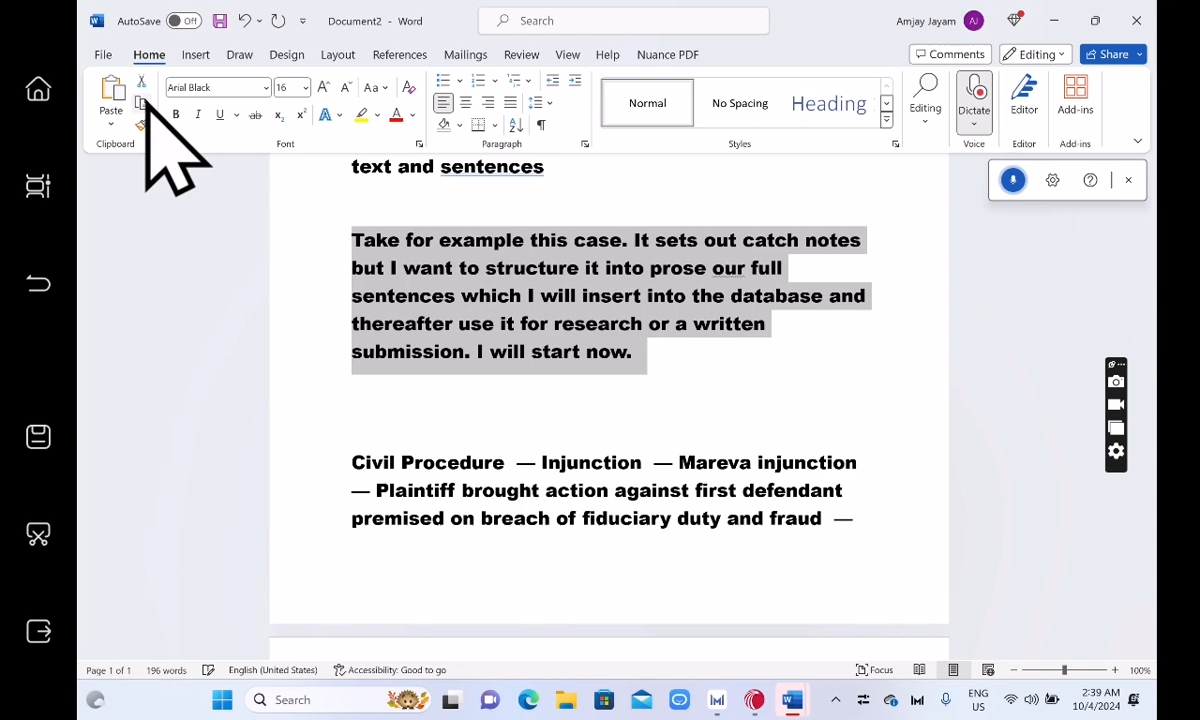 AutoSave Off Document2 - Word Search Amjay Jayam AJ
File Home Insert Draw Design Layout References Mailings Review View Help Nuance PDF Comments Editing Share
Paste Arial Black 16 Aa Normal No Spacing Heading Editing Dictate Editor Add-ins
B I U ab x₂ x² A A
Clipboard Font Paragraph Styles Voice Editor Add-ins
text and sentences
Take for example this case. It sets out catch notes
but I want to structure it into prose our full
sentences which I will insert into the database and
thereafter use it for research or a written
submission. I will start now.
Civil Procedure — Injunction — Mareva injunction
— Plaintiff brought action against first defendant
premised on breach of fiduciary duty and fraud —
Page 1 of 1 196 words English (United States) Accessibility: Good to go Focus 100%
Search ENG US 2:39 AM 10/4/2024